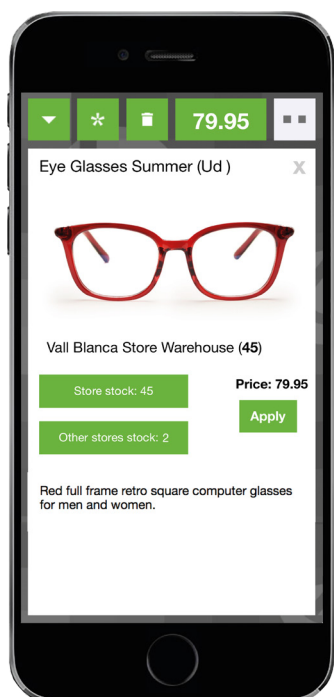 79.95
Eye Glasses Summer (Ud )
X
Vall Blanca Store Warehouse (45)
Store stock: 45
Price: 79.95
Apply
Other stores stock: 2
Red full frame retro square computer glasses
for men and women.